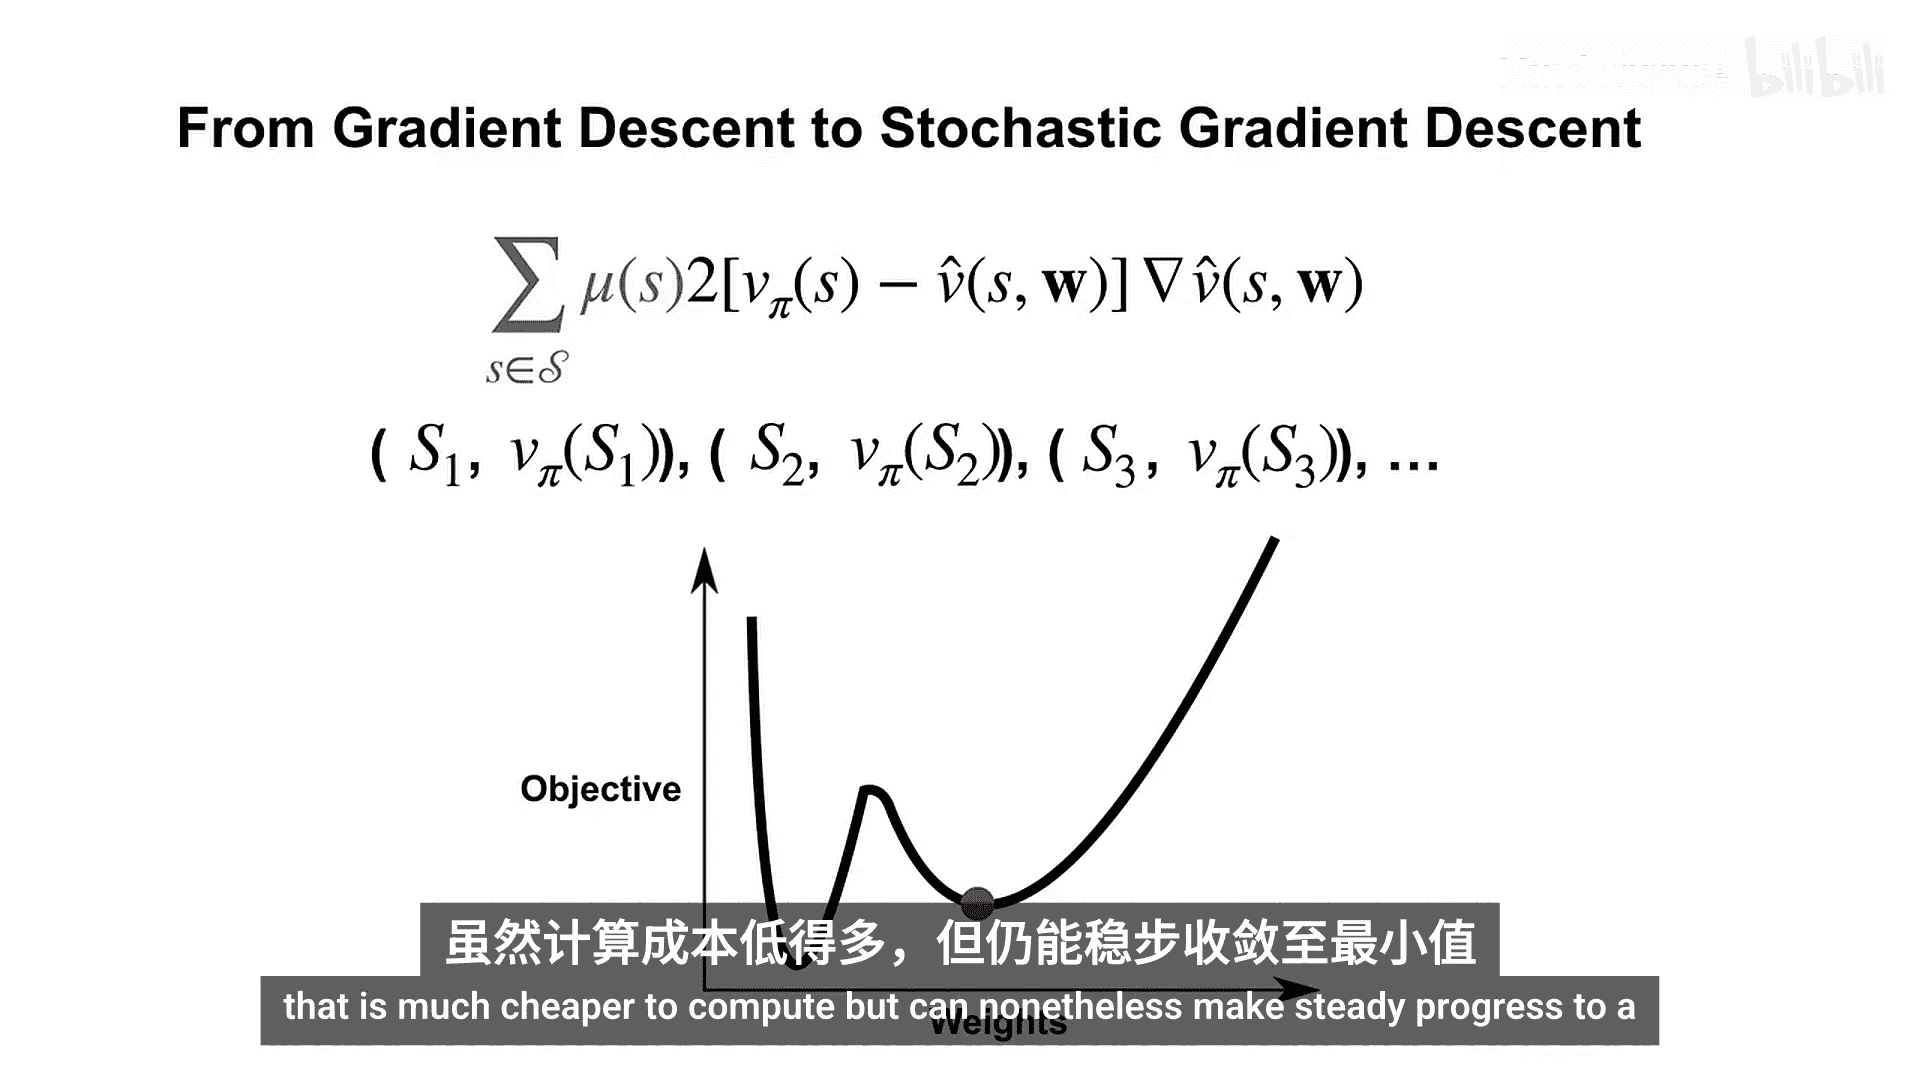 bilibili
From Gradient Descent to Stochastic Gradient Descent
∑ μ(s)2[vπ(s) − v̂(s, w)] ∇v̂(s, w)
s∈𝒮
( S₁, vπ(S₁)), ( S₂, vπ(S₂)), ( S₃, vπ(S₃)), ...
Objective
虽然计算成本低得多，但仍能稳步收敛至最小值
that is much cheaper to compute but can nonetheless make steady progress to a
Weights